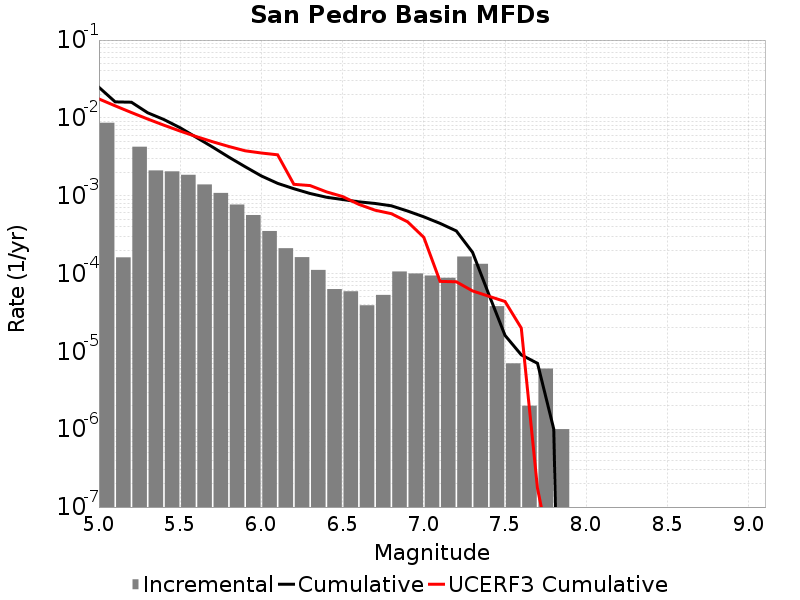 San Pedro Basin MFDs
10-1
10-2
10-3
10-4
10-5
10-6
10-7
Rate (1/yr)
5.0 5.5 6.0 6.5 7.0 7.5 8.0 8.5 9.0
Magnitude
Incremental Cumulative UCERF3 Cumulative